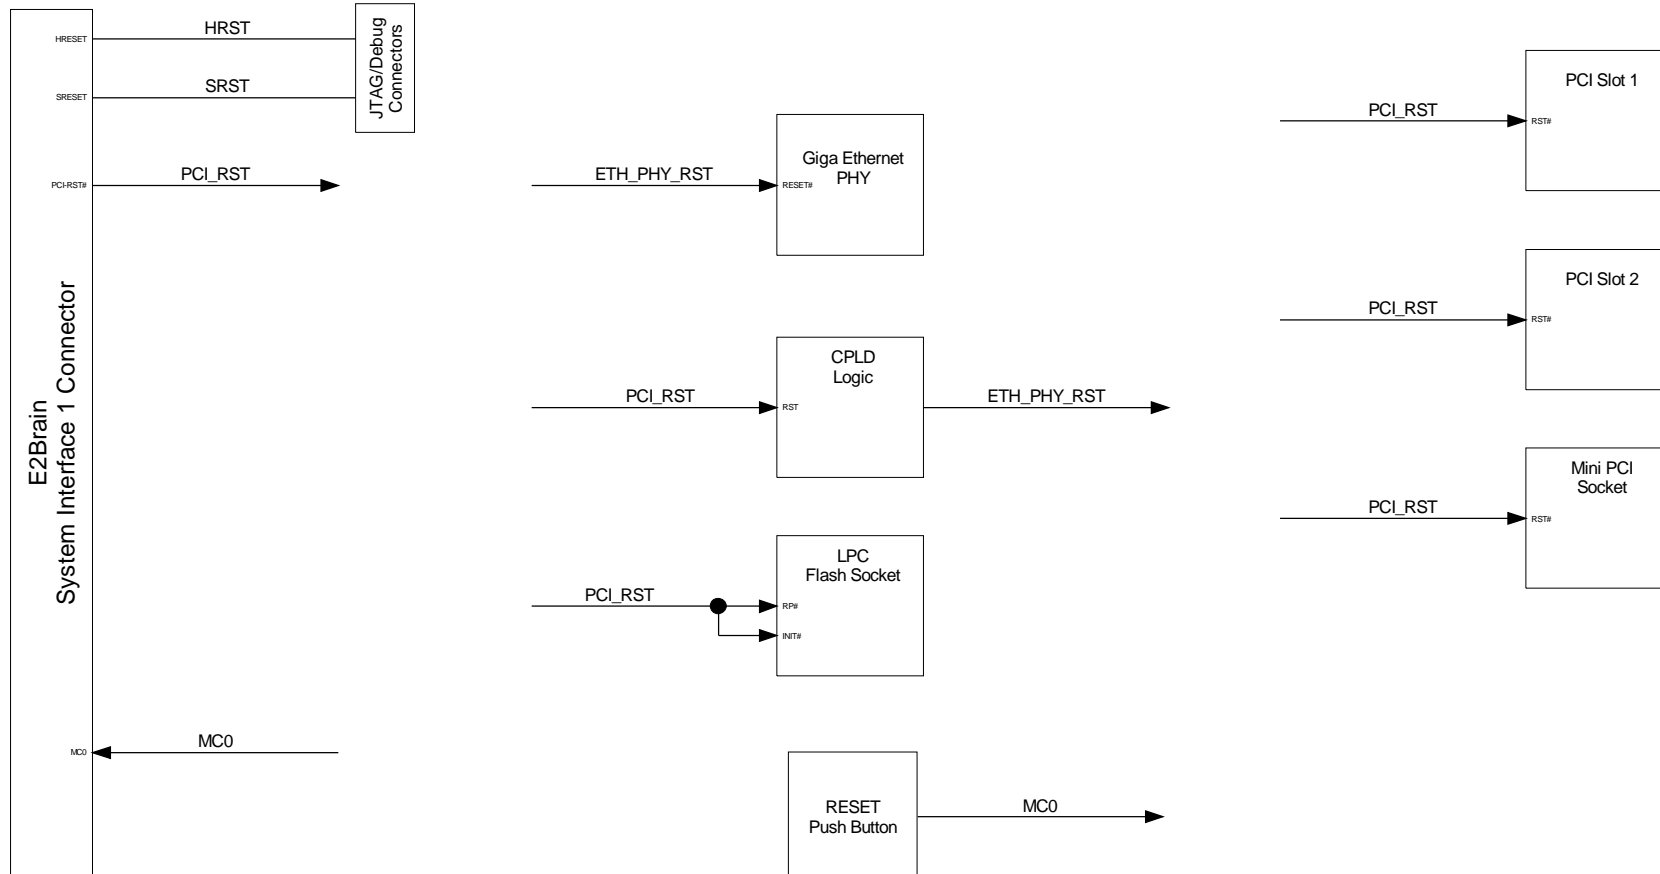 HRESET
HRST
SRESET
SRST
JTAG/Debug
Connectors
PCI-RST#
PCI_RST
E2Brain
System Interface 1 Connector
MC0
MC0
ETH_PHY_RST
RESET#
Giga Ethernet
PHY
PCI_RST
RST
CPLD
Logic
ETH_PHY_RST
PCI_RST
RP#
INIT#
LPC
Flash Socket
RESET
Push Button
MC0
PCI_RST
RST#
PCI Slot 1
PCI_RST
RST#
PCI Slot 2
PCI_RST
RST#
Mini PCI
Socket